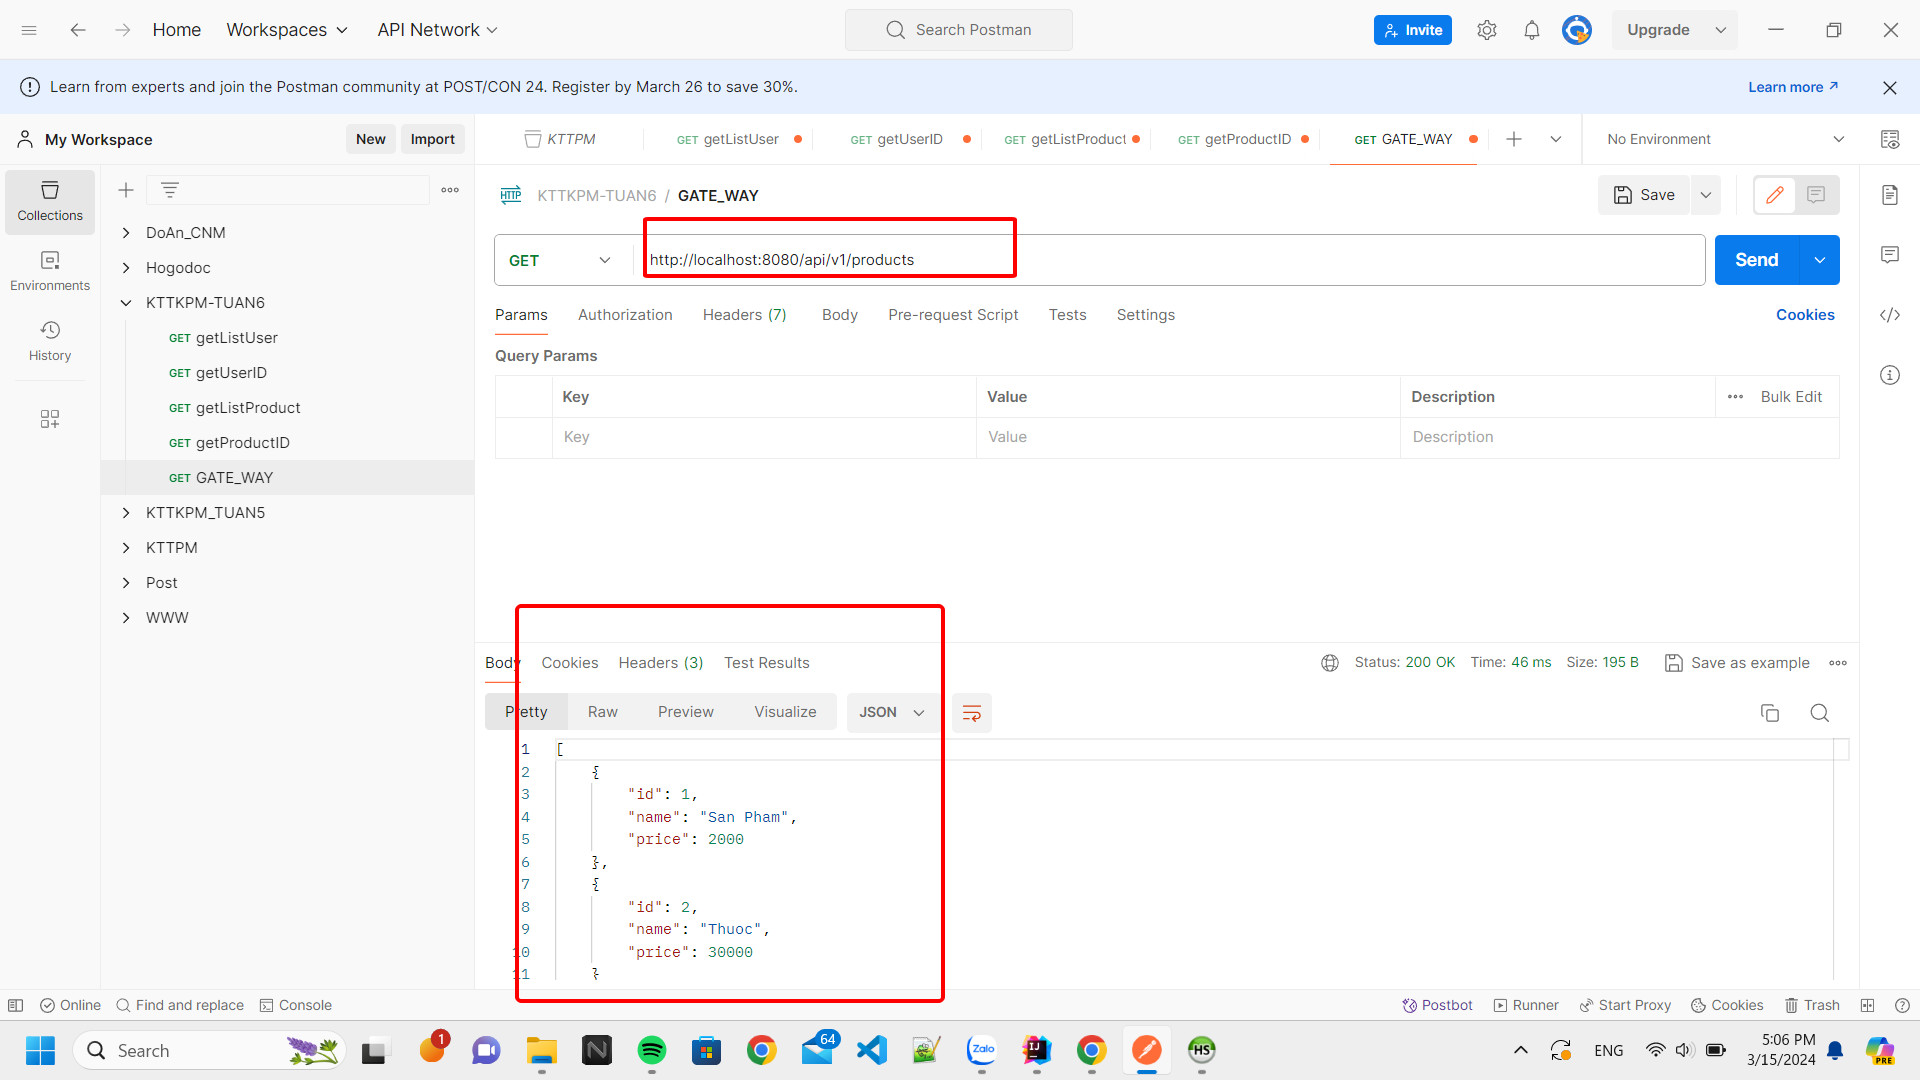 Home
Workspaces
API Network
Search Postman
Invite
Upgrade
Learn from experts and join the Postman community at POST/CON 24. Register by March 26 to save 30%.
Learn more
My Workspace
New
Import
KTTPM
GET getListUser
GET getUserID
GET getListProduct
GET getProductID
GET GATE_WAY
No Environment
Collections
Environments
History
DoAn_CNM
Hogodoc
KTTKPM-TUAN6
GET getListUser
GET getUserID
GET getListProduct
GET getProductID
GET GATE_WAY
KTTKPM_TUAN5
KTTPM
Post
WWW
HTTP
KTTKPM-TUAN6 / GATE_WAY
Save
GET
http://localhost:8080/api/v1/products
Send
Params
Authorization
Headers (7)
Body
Pre-request Script
Tests
Settings
Cookies
Query Params
Key
Value
Description
Bulk Edit
Key
Value
Description
Body
Cookies
Headers (3)
Test Results
Status: 200 OK
Time: 46 ms
Size: 195 B
Save as example
Pretty
Raw
Preview
Visualize
JSON
1 [
2 {
3 "id": 1,
4 "name": "San Pham",
5 "price": 2000
6 },
7 {
8 "id": 2,
9 "name": "Thuoc",
10 "price": 30000
11 }
Online
Find and replace
Console
Postbot
Runner
Start Proxy
Cookies
Trash
Search
1
64
Zalo
IJ
HS
ENG
5:06 PM
3/15/2024
PRE